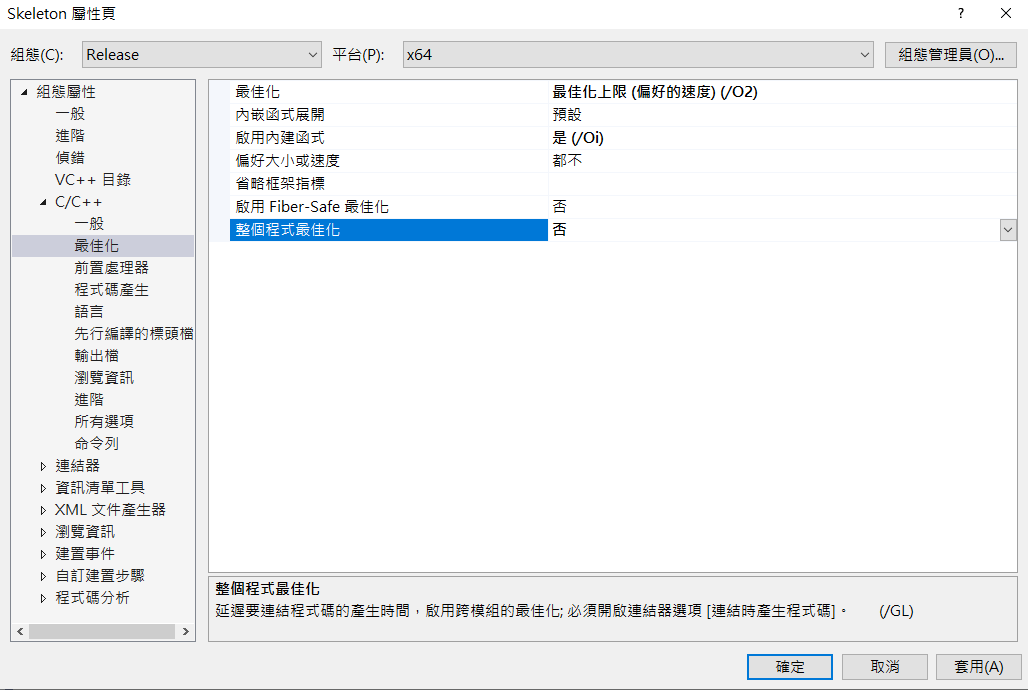 Skeleton 屬性頁 ?
組態(C): Release 平台(P): x64 組態管理員(O)...
組態屬性
一般
進階
偵錯
VC++ 目錄
C/C++
一般
最佳化
前置處理器
程式碼產生
語言
先行編譯的標頭檔
輸出檔
瀏覽資訊
進階
所有選項
命令列
連結器
資訊清單工具
XML 文件產生器
瀏覽資訊
建置事件
自訂建置步驟
程式碼分析
最佳化 最佳化上限 (偏好的速度) (/O2)
內嵌函式展開 預設
啟用內建函式 是 (/Oi)
偏好大小或速度 都不
省略框架指標
啟用 Fiber-Safe 最佳化 否
整個程式最佳化 否
整個程式最佳化
延遲要連結程式碼的產生時間，啟用跨模組的最佳化; 必須開啟連結器選項 [連結時產生程式碼]。 (/GL)
確定 取消 套用(A)